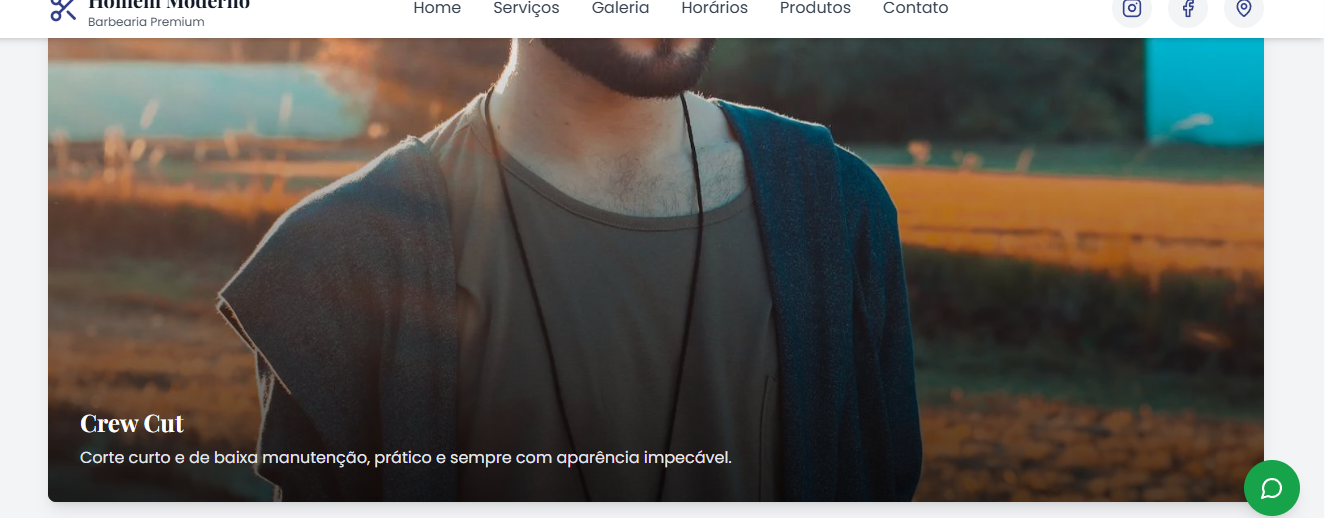 Homem Moderno
Barbearia Premium
Home Serviços Galeria Horários Produtos Contato
Crew Cut
Corte curto e de baixa manutenção, prático e sempre com aparência impecável.